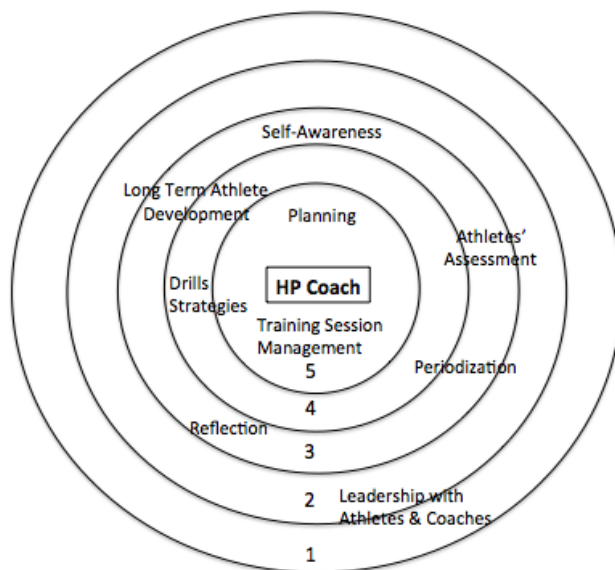 Self-Awareness
Long Term Athlete
Development
Planning
Athletes'
Assessment
Drills
Strategies
HP Coach
Training Session
Management
5
Periodization
4
Reflection
3
2
Leadership with
Athletes & Coaches
1